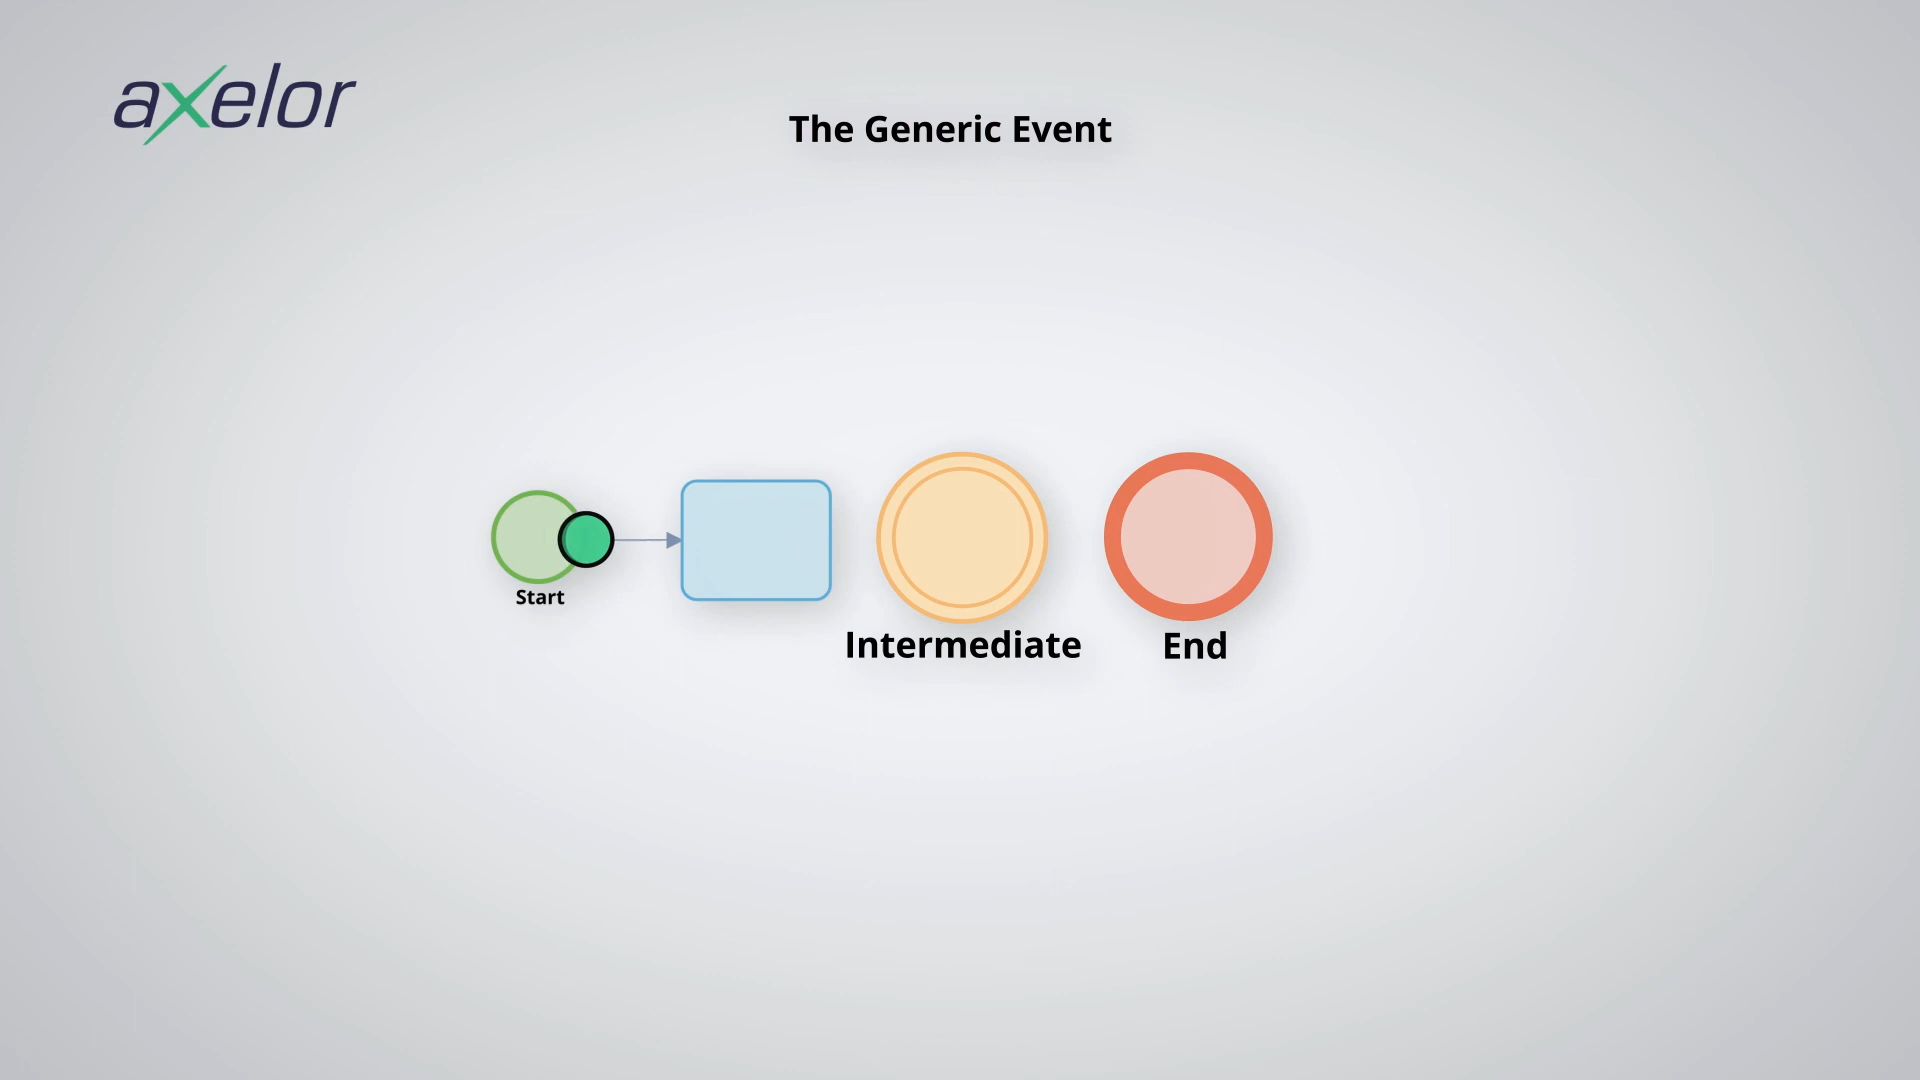 axelor
The Generic Event
Start
Intermediate
End